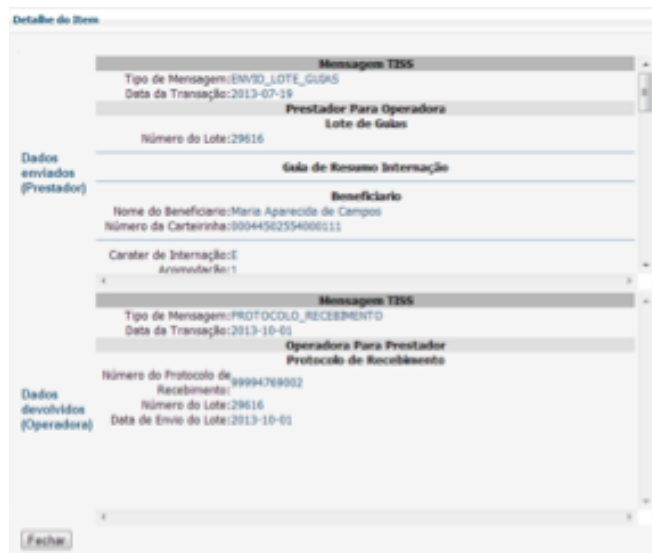 Detalhe do Item
Mensagem TISS
Tipo de Mensagem:ENVIO_LOTE_GUIAS
Data da Transação:2013-07-19
Prestador Para Operadora
Lote de Guias
Número do Lote:29616
Guia de Resumo Internação
Beneficiario
Nome do Beneficiario:Maria Aparecida de Campos
Número da Carteirinha:00044502554000111
Carater de Internação:E
Acomodação:1
Dados
enviados
(Prestador)
Mensagem TISS
Tipo de Mensagem:PROTOCOLO_RECEBIMENTO
Data da Transação:2013-10-01
Operadora Para Prestador
Protocolo de Recebimento
Número do Protocolo de
Recebimento:99994769002
Número do Lote:29616
Data de Envio do Lote:2013-10-01
Dados
devolvidos
(Operadora)
Fechar